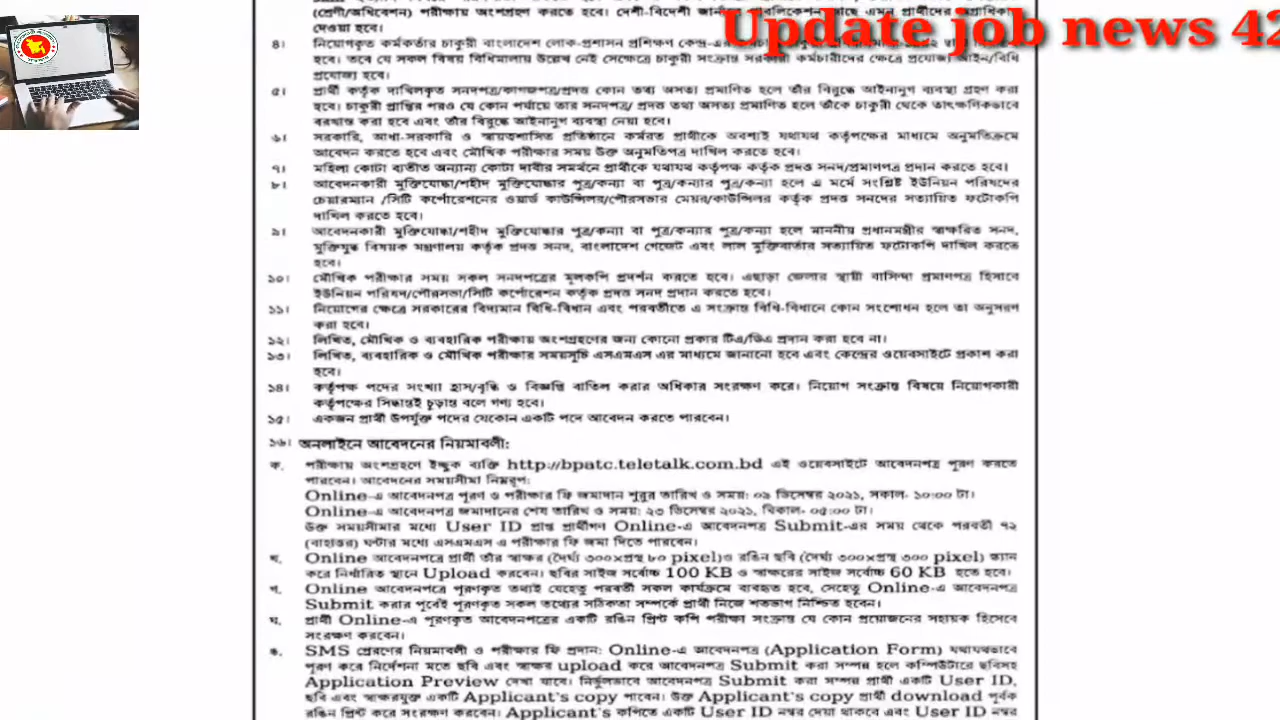 Update job news 42
(শ্রেণী/অধিবেশন) পরীক্ষায় অংশগ্রহণ করতে হবে। দেশী-বিদেশী
দেওয়া হবে।
৪। নিয়োগকৃত কর্মকর্তার চাকুরী বাংলাদেশ লোক-প্রশাসন প্রশিক্ষণ কেন্দ্র-এর
হবে। তবে যে সকল বিষয় বিধিমালায় উল্লেখ নেই সেক্ষেত্রে চাকুরী সংক্রান্ত সরকারী কর্মচারীদের ক্ষেত্রে প্রযোজ্য আইন/বিধি
প্রযোজ্য হবে।
৫। প্রার্থী কর্তৃক দাখিলকৃত সনদপত্র/কাগজপত্র/প্রদত্ত কোন তথ্য অসত্য প্রমাণিত হলে তাঁর বিরুদ্ধে আইনানুগ ব্যবস্থা গ্রহণ করা
হবে। চাকুরী প্রাপ্তির পরও যে কোন পর্যায়ে তার সনদপত্র/ প্রদত্ত তথ্য অসত্য প্রমাণিত হলে তাঁকে চাকুরী থেকে তাৎক্ষণিকভাবে
বরখাস্ত করা হবে এবং তাঁর বিরুদ্ধে আইনানুগ ব্যবস্থা নেয়া হবে।
৬। সরকারি, আধা-সরকারি ও স্বায়ত্বশাসিত প্রতিষ্ঠানে কর্মরত প্রার্থীকে অবশ্যই যথাযথ কর্তৃপক্ষের মাধ্যমে অনুমতিক্রমে
আবেদন করতে হবে এবং মৌখিক পরীক্ষার সময় উক্ত অনুমতিপত্র দাখিল করতে হবে।
৭। মহিলা কোটা ব্যতীত অন্যান্য কোটা দাবীর সমর্থনে প্রার্থীকে যথাযথ কর্তৃপক্ষ কর্তৃক প্রদত্ত সনদ/প্রমাণপত্র প্রদান করতে হবে।
৮। আবেদনকারী মুক্তিযোদ্ধা/শহীদ মুক্তিযোদ্ধার পুত্র/কন্যা বা পুত্র/কন্যার পুত্র/কন্যা হলে এ মর্মে সংশ্লিষ্ট ইউনিয়ন পরিষদের
চেয়ারম্যান /সিটি কর্পোরেশনের ওয়ার্ড কাউন্সিলর/পৌরসভার মেয়র/কাউন্সিলর কর্তৃক প্রদত্ত সনদের সত্যায়িত ফটোকপি
দাখিল করতে হবে।
৯। আবেদনকারী মুক্তিযোদ্ধা/শহীদ মুক্তিযোদ্ধার পুত্র/কন্যা বা পুত্র/কন্যার পুত্র/কন্যা হলে মাননীয় প্রধানমন্ত্রীর স্বাক্ষরিত সনদ,
মুক্তিযুদ্ধ বিষয়ক মন্ত্রণালয় কর্তৃক প্রদত্ত সনদ, বাংলাদেশ গেজেট এবং লাল মুক্তিবার্তার সত্যায়িত ফটোকপি দাখিল করতে
হবে।
১০। মৌখিক পরীক্ষার সময় সকল সনদপত্রের মূলকপি প্রদর্শন করতে হবে। এছাড়া জেলার স্থায়ী বাসিন্দা প্রমাণপত্র হিসাবে
ইউনিয়ন পরিষদ/পৌরসভা/সিটি কর্পোরেশন কর্তৃক প্রদত্ত সনদ প্রদান করতে হবে।
১১। নিয়োগের ক্ষেত্রে সরকারের বিদ্যমান বিধি-বিধান এবং পরবর্তীতে এ সংক্রান্ত বিধি-বিধানে কোন সংশোধন হলে তা অনুসরণ
করা হবে।
১২। লিখিত, মৌখিক ও ব্যবহারিক পরীক্ষায় অংশগ্রহণের জন্য কোনো প্রকার টিএ/ডিএ প্রদান করা হবে না।
১৩। লিখিত, ব্যবহারিক ও মৌখিক পরীক্ষার সময়সূচি এসএমএস এর মাধ্যমে জানানো হবে এবং কেন্দ্রের ওয়েবসাইটে প্রকাশ করা
হবে।
১৪। কর্তৃপক্ষ পদের সংখ্যা হ্রাস/বৃদ্ধি ও বিজ্ঞপ্তি বাতিল করার অধিকার সংরক্ষণ করে। নিয়োগ সংক্রান্ত বিষয়ে নিয়োগকারী
কর্তৃপক্ষের সিদ্ধান্তই চূড়ান্ত বলে গণ্য হবে।
১৫। একজন প্রার্থী উপর্যুক্ত পদের যেকোন একটি পদে আবেদন করতে পারবেন।
১৬। অনলাইনে আবেদনের নিয়মাবলী:
ক. পরীক্ষায় অংশগ্রহণে ইচ্ছুক ব্যক্তি http://bpatc.teletalk.com.bd এই ওয়েবসাইটে আবেদনপত্র পূরণ করতে
পারবেন। আবেদনের সময়সীমা নিম্নরূপ:
Online-এ আবেদনপত্র পূরণ ও পরীক্ষার ফি জমাদান শুরুর তারিখ ও সময়: ০৯ ডিসেম্বর ২০২১, সকাল- ১০:০০ টা।
Online-এ আবেদনপত্র জমাদানের শেষ তারিখ ও সময়: ২৩ ডিসেম্বর ২০২১, বিকাল- ০৫:০০ টা।
উক্ত সময়সীমার মধ্যে User ID প্রাপ্ত প্রার্থীগণ Online-এ আবেদনপত্র Submit-এর সময় থেকে পরবর্তী ৭২
(বাহাত্তর) ঘন্টার মধ্যে এসএমএস এ পরীক্ষার ফি জমা দিতে পারবেন।
খ. Online আবেদনপত্রে প্রার্থী তাঁর স্বাক্ষর (দৈর্ঘ্য ৩০০×প্রস্থ ৮০ pixel)ও রঙিন ছবি (দৈর্ঘ্য ৩০০×প্রস্থ ৩০০ pixel) স্ক্যান
করে নির্ধারিত স্থানে Upload করবেন। ছবির সাইজ সর্বোচ্চ 100 KB ও স্বাক্ষরের সাইজ সর্বোচ্চ 60 KB হতে হবে।
গ. Online আবেদনপত্রে পূরণকৃত তথ্যই যেহেতু পরবর্তী সকল কার্যক্রমে ব্যবহৃত হবে, সেহেতু Online-এ আবেদনপত্র
Submit করার পূর্বেই পূরণকৃত সকল তথ্যের সঠিকতা সম্পর্কে প্রার্থী নিজে শতভাগ নিশ্চিত হবেন।
ঘ. প্রার্থী Online-এ পূরণকৃত আবেদনপত্রের একটি রঙিন প্রিন্ট কপি পরীক্ষা সংক্রান্ত যে কোন প্রয়োজনের সহায়ক হিসেবে
সংরক্ষণ করবেন।
ঙ. SMS প্রেরণের নিয়মাবলী ও পরীক্ষার ফি প্রদান: Online-এ আবেদনপত্র (Application Form) যথাযথভাবে
পূরণ করে নির্দেশনা মতে ছবি এবং স্বাক্ষর upload করে আবেদনপত্র Submit করা সম্পন্ন হলে কম্পিউটারে ছবিসহ
Application Preview দেখা যাবে। নির্ভুলভাবে আবেদনপত্র Submit করা সম্পন্ন প্রার্থী একটি User ID,
ছবি এবং স্বাক্ষরযুক্ত একটি Applicant's copy পাবেন। উক্ত Applicant's copy প্রার্থী download পূর্বক
রঙিন প্রিন্ট করে সংরক্ষণ করবেন। Applicant's কপিতে একটি User ID নম্বর দেয়া থাকবে এবং User ID নম্বর